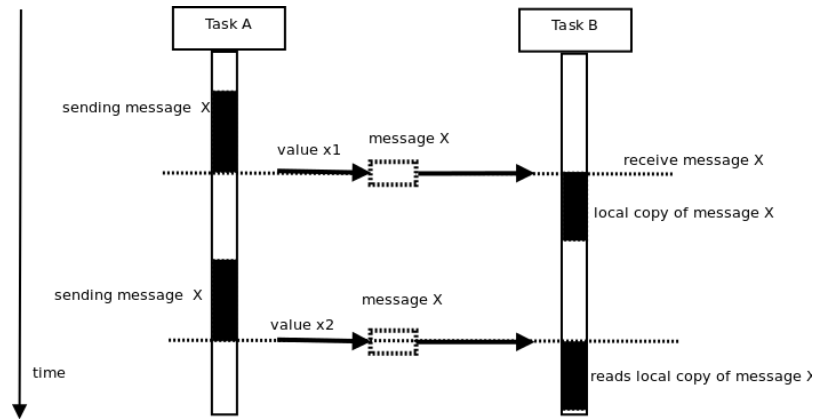 Task A
Task B
sending message X
value x1
message X
receive message X
local copy of message X
sending message X
value x2
message X
time
reads local copy of message X